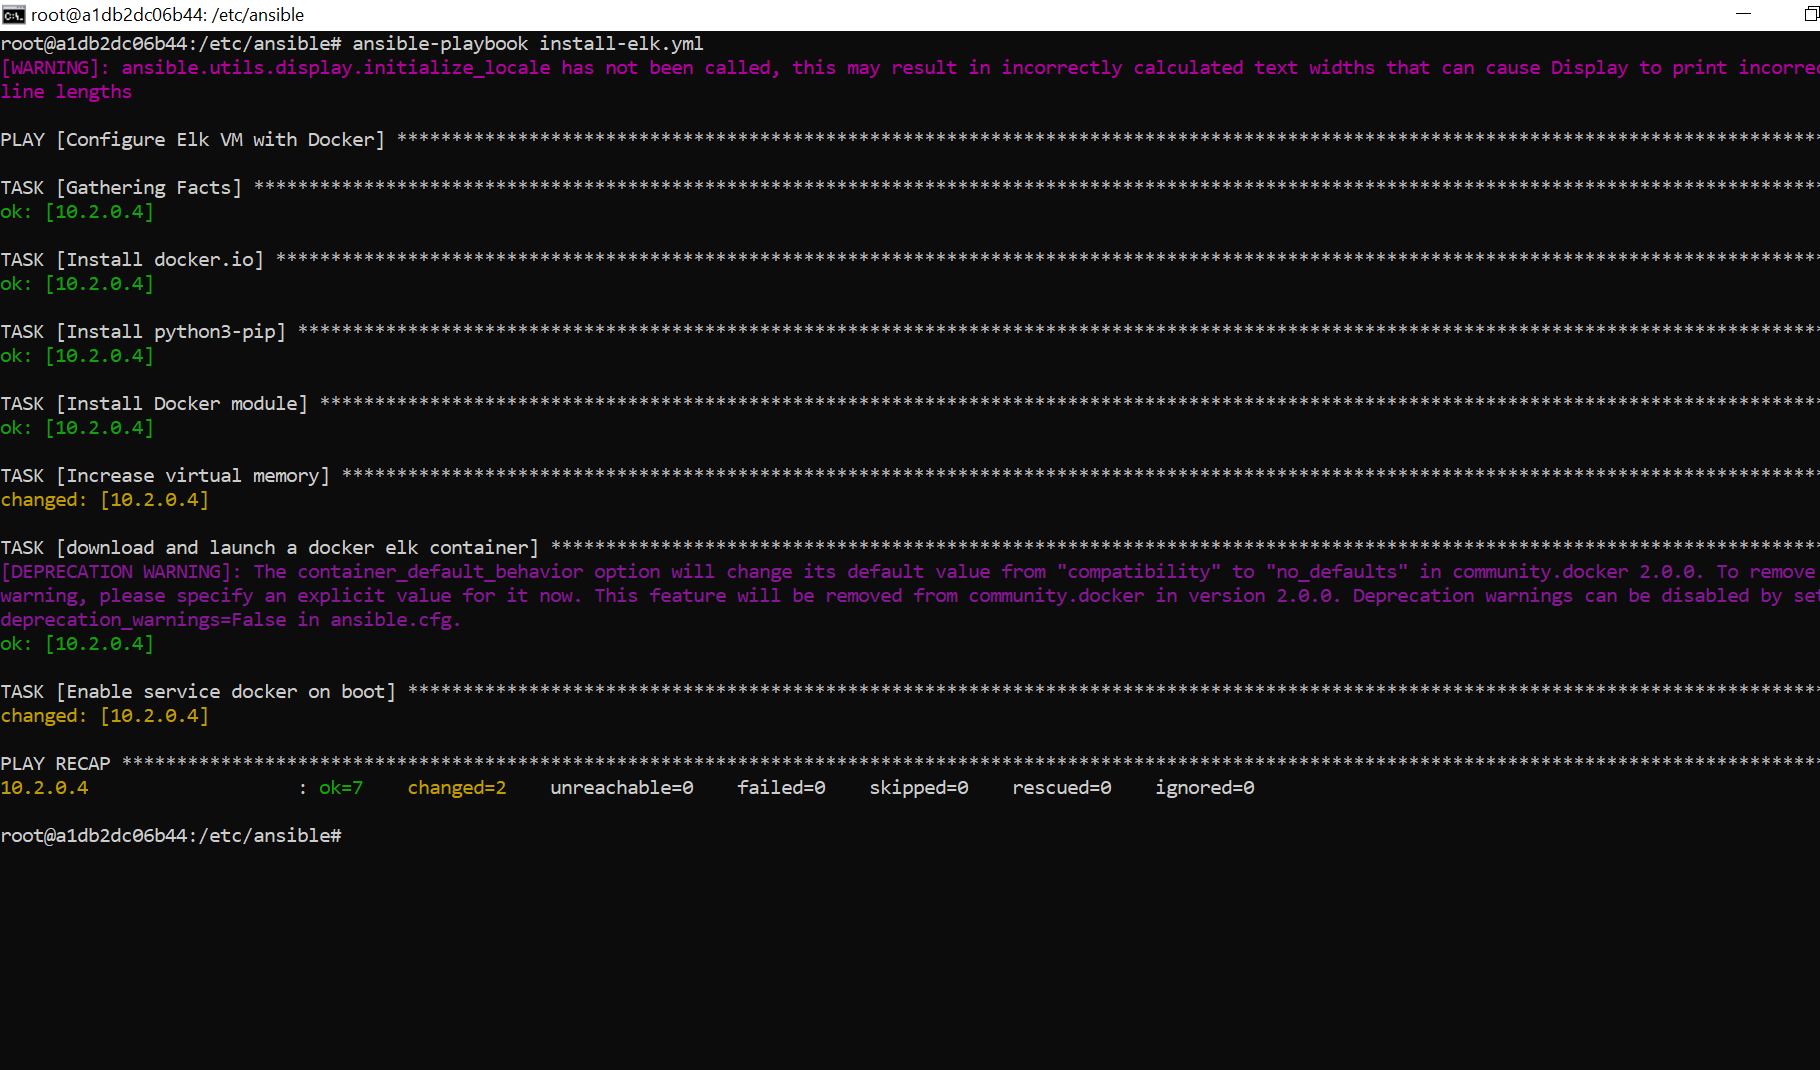 root@a1db2dc06b44: /etc/ansible
root@a1db2dc06b44:/etc/ansible# ansible-playbook install-elk.yml
[WARNING]: ansible.utils.display.initialize_locale has not been called, this may result in incorrectly calculated text widths that can cause Display to print
line lengths
PLAY [Configure Elk VM with Docker] *********************************************************************************************************************************
TASK [Gathering Facts] **********************************************************************************************************************************************
ok: [10.2.0.4]
TASK [Install docker.io] ********************************************************************************************************************************************
ok: [10.2.0.4]
TASK [Install python3-pip] ******************************************************************************************************************************************
ok: [10.2.0.4]
TASK [Install Docker module] ****************************************************************************************************************************************
ok: [10.2.0.4]
TASK [Increase virtual memory] **************************************************************************************************************************************
changed: [10.2.0.4]
TASK [download and launch a docker elk container] *******************************************************************************************************************
[DEPRECATION WARNING]: The container_default_behavior option will change its default value from "compatibility" to "no_defaults" in community.docker 2.0.0. To remove
warning, please specify an explicit value for it now. This feature will be removed from community.docker in version 2.0.0. Deprecation warnings can be disabled by
deprecation_warnings=False in ansible.cfg.
ok: [10.2.0.4]
TASK [Enable service docker on boot] ********************************************************************************************************************************
changed: [10.2.0.4]
PLAY RECAP **********************************************************************************************************************************************************
10.2.0.4 : ok=7 changed=2 unreachable=0 failed=0 skipped=0 rescued=0 ignored=0
root@a1db2dc06b44:/etc/ansible#